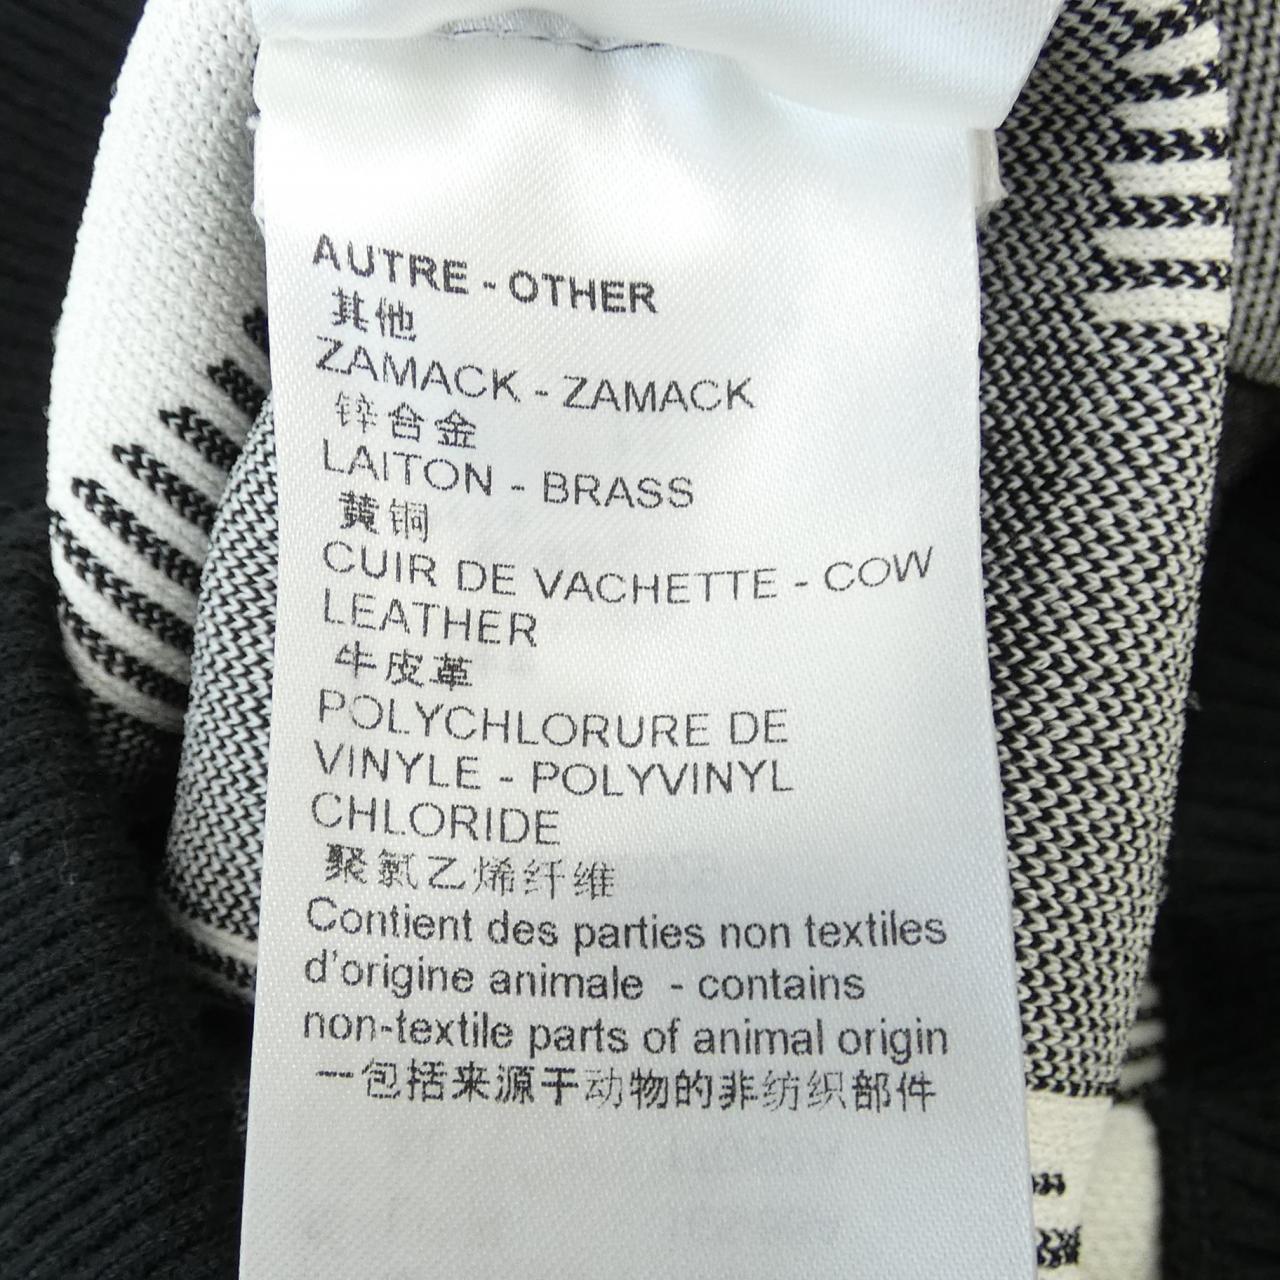 AUTRE - OTHER
其他
ZAMACK - ZAMACK
锌合金
LAITON - BRASS
黄铜
CUIR DE VACHETTE - COW
LEATHER
牛皮革
POLYCHLORURE DE
VINYLE - POLYVINYL
CHLORIDE
聚氯乙烯纤维
Contient des parties non textiles
d'origine animale - contains
non-textile parts of animal origin
一包括来源于动物的非纺织部件